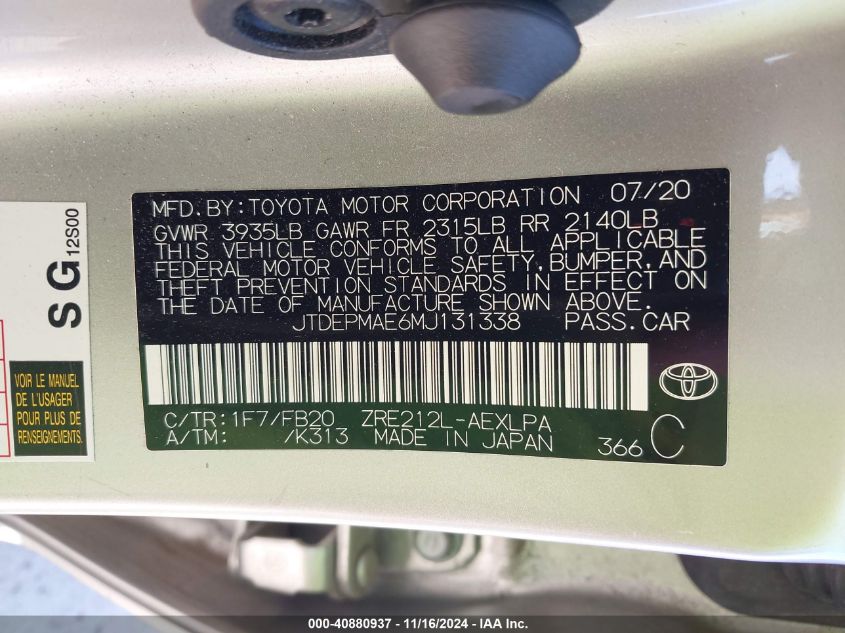 MFD. BY: TOYOTA MOTOR CORPORATION 07/20
GVWR 3935LB GAWR FR 2315LB RR 2140LB
THIS VEHICLE CONFORMS TO ALL APPLICABLE
FEDERAL MOTOR VEHICLE SAFETY, BUMPER, AND
THEFT PREVENTION STANDARDS IN EFFECT ON
THE DATE OF MANUFACTURE SHOWN ABOVE.
JTDEPMAE6MJ131338 PASS. CAR
C/TR: 1F7/FB20 ZRE212L-AEXLPA
A/TM: /K313 MADE IN JAPAN 366 C
SG
12S00
VOIR LE MANUEL
DE L'USAGER
POUR PLUS DE
RENSEIGNEMENTS.
000-40880937 - 11/16/2024 - IAA Inc.